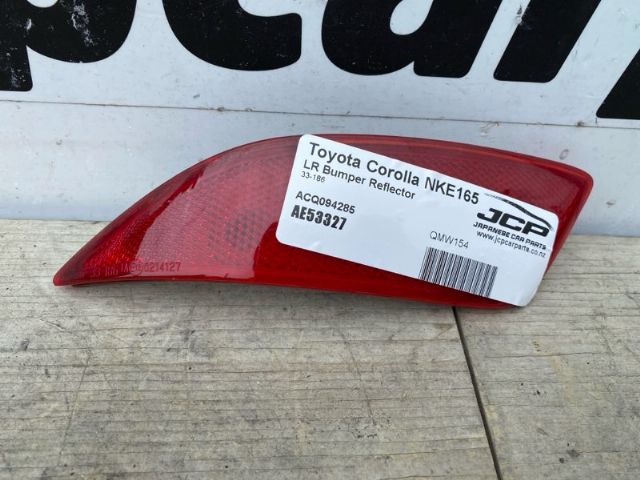 Toyota Corolla NKE165
LR Bumper Reflector
33-186
ACQ094285
AE53327
QMW154
JCP
JAPANESE CAR PARTS
www.jcpcarparts.co.nz